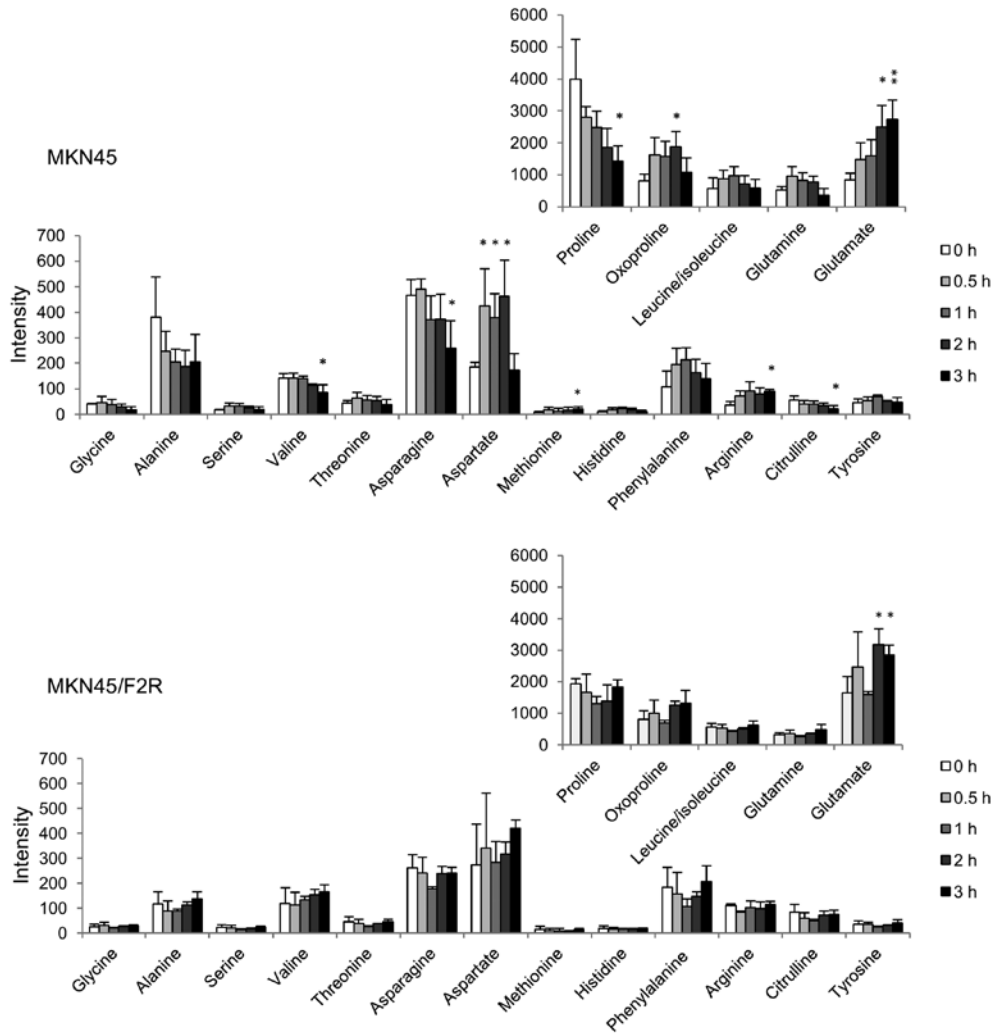 6000
5000
4000
3000
2000
1000
0
* * * **
MKN45
Proline
Oxoproline
Leucine/isoleucine
Glutamine
Glutamate
Intensity
700
600
500
400
300
200
100
0
* * * * * * * *
Glycine
Alanine
Serine
Valine
Threonine
Asparagine
Aspartate
Methionine
Histidine
Phenylalanine
Arginine
Citrulline
Tyrosine
0 h
0.5 h
1 h
2 h
3 h
6000
5000
4000
3000
2000
1000
0
* *
MKN45/F2R
Proline
Oxoproline
Leucine/isoleucine
Glutamine
Glutamate
Intensity
700
600
500
400
300
200
100
0
Glycine
Alanine
Serine
Valine
Threonine
Asparagine
Aspartate
Methionine
Histidine
Phenylalanine
Arginine
Citrulline
Tyrosine
0 h
0.5 h
1 h
2 h
3 h